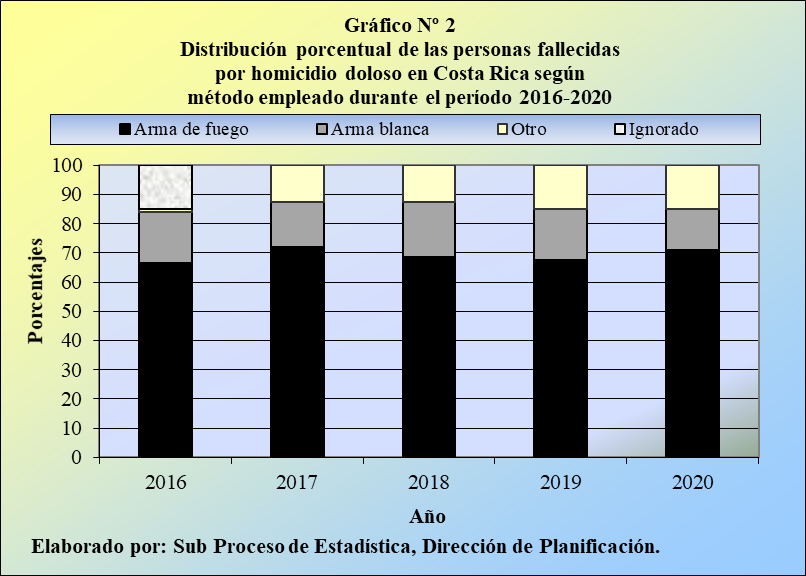 Gráfico Nº 2
Distribución porcentual de las personas fallecidas
por homicidio doloso en Costa Rica según
método empleado durante el período 2016-2020
Arma de fuego Arma blanca Otro Ignorado
100
90
80
70
60
50
40
30
20
10
0
Porcentajes
2016 2017 2018 2019 2020
Año
Elaborado por: Sub Proceso de Estadística, Dirección de Planificación.